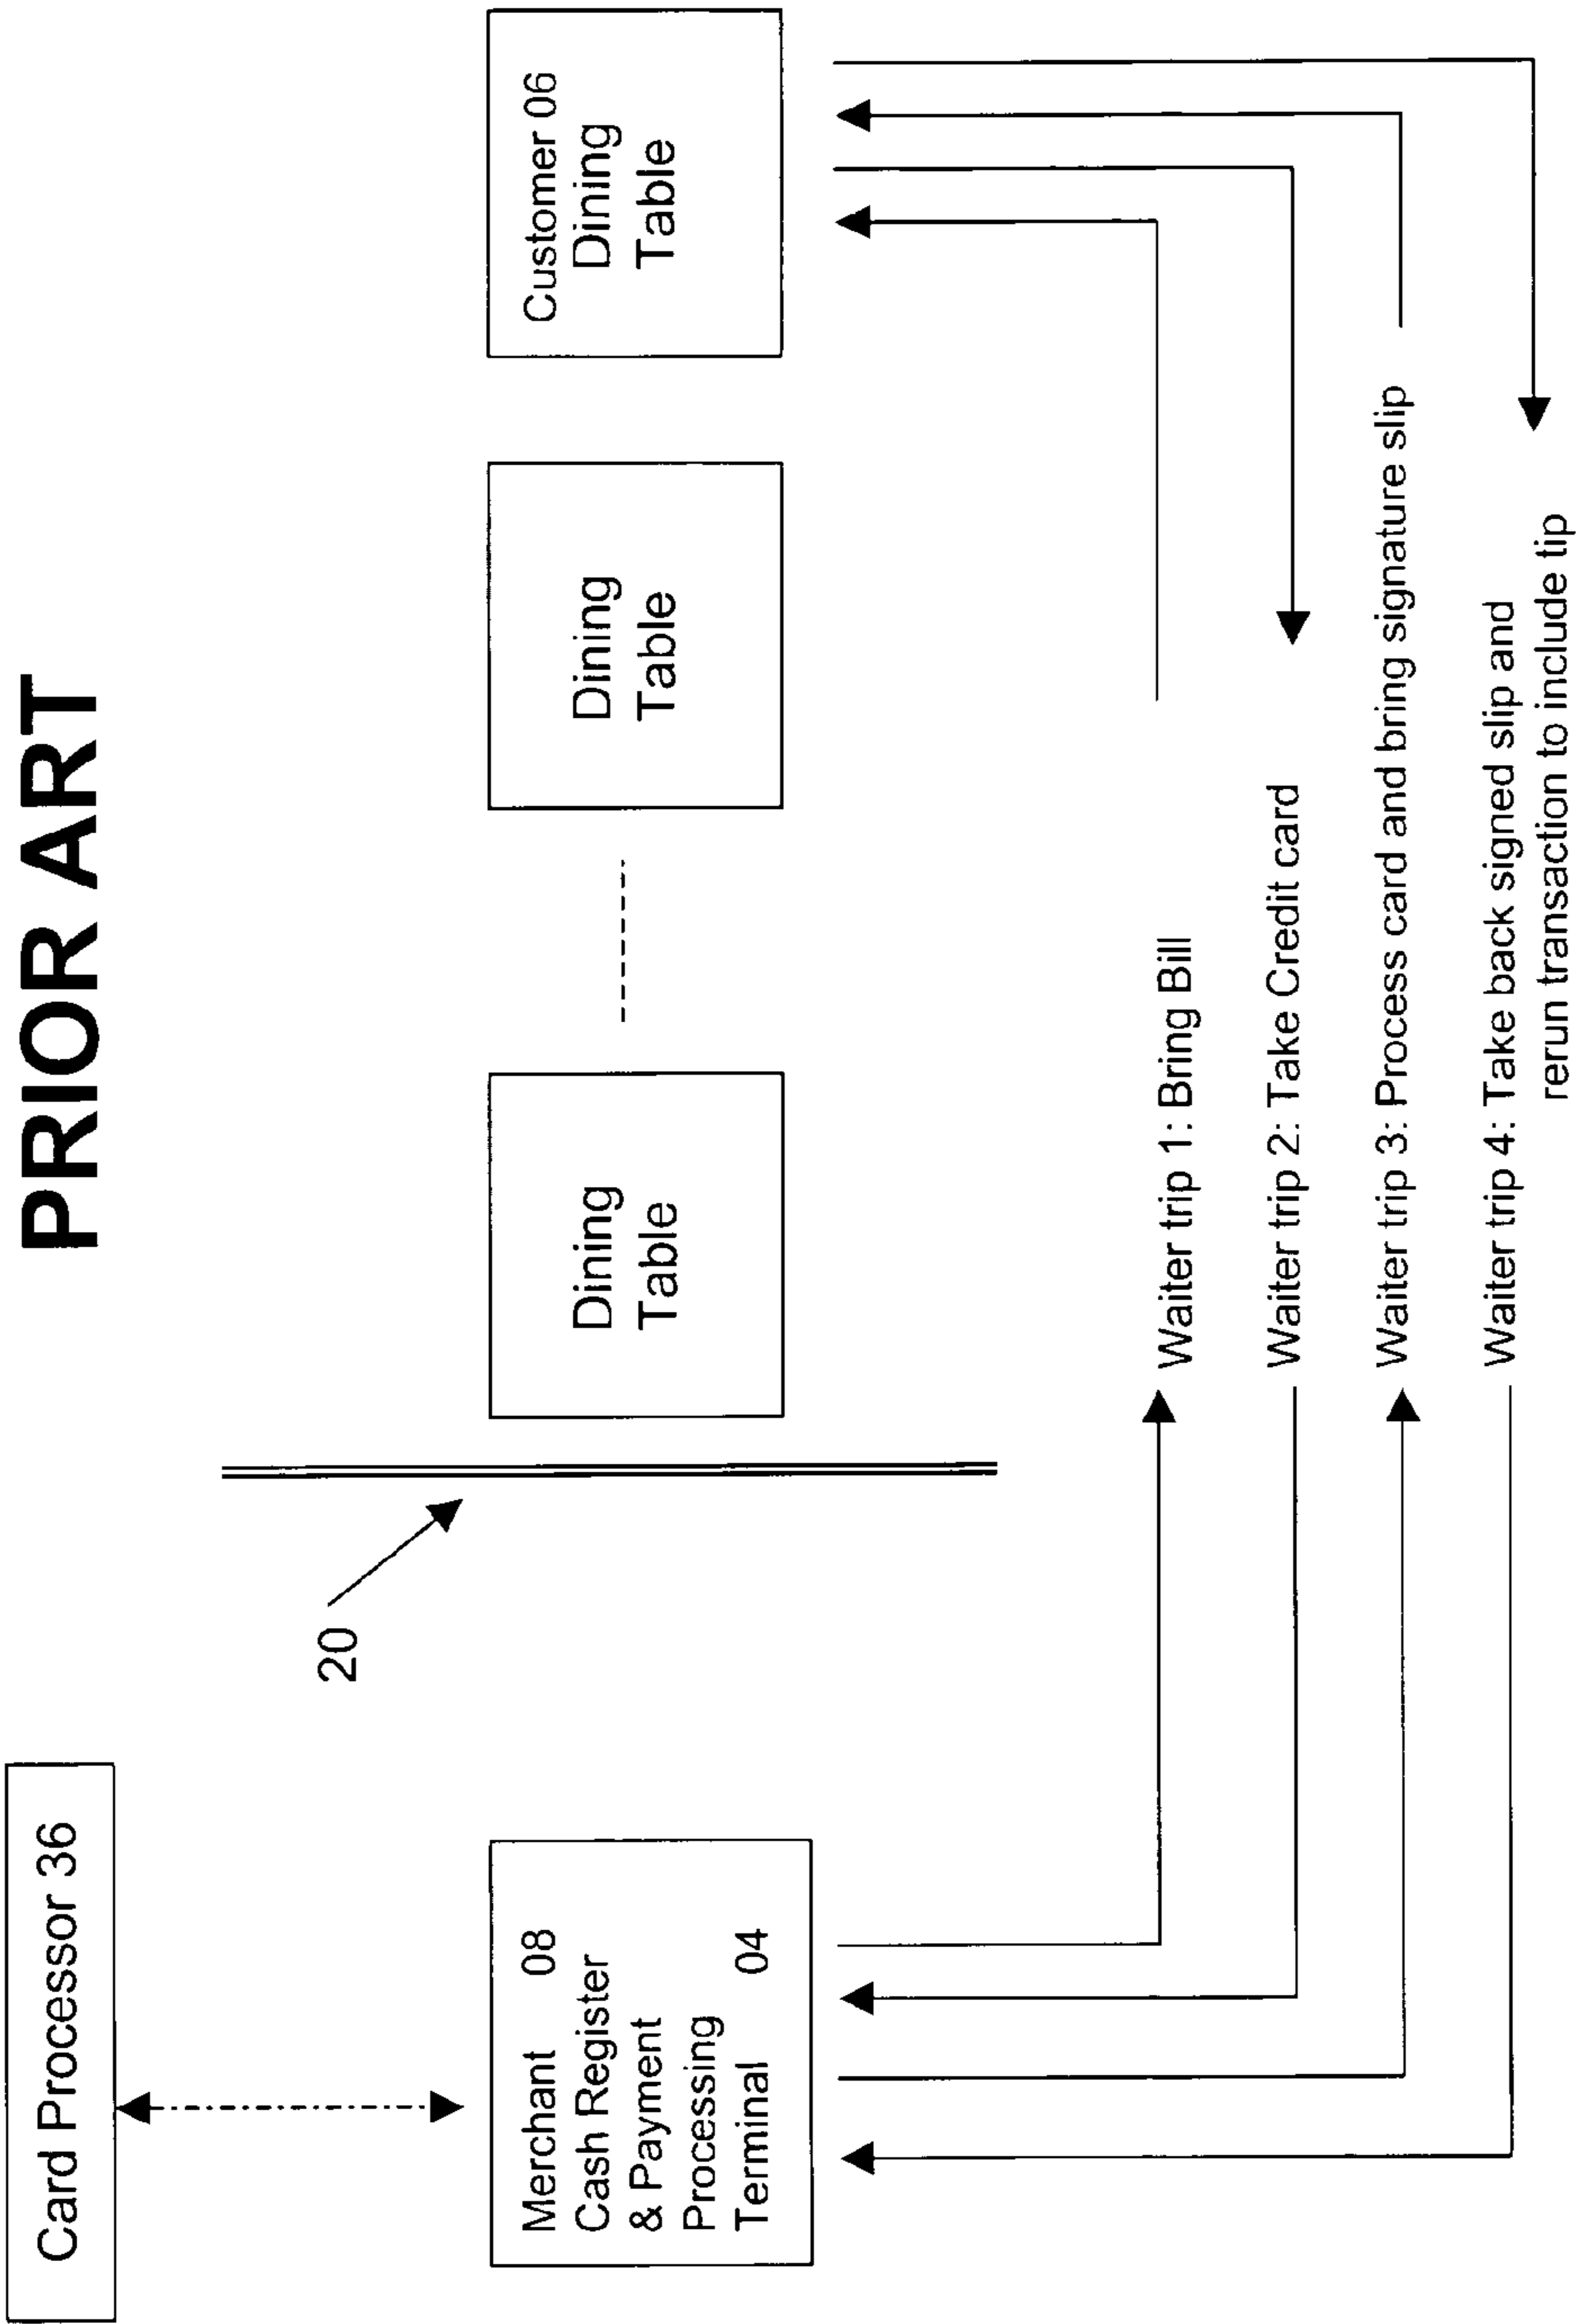 PRIOR ART
Card Processor 36
20
Merchant 08
Cash Register
& Payment
Processing
Terminal 04
Dining
Table
Dining
Table
Customer 06
Dining
Table
Waiter trip 1: Bring Bill
Waiter trip 2: Take Credit card
Waiter trip 3: Process card and bring signature slip
Waiter trip 4: Take back signed slip and
rerun transaction to include tip